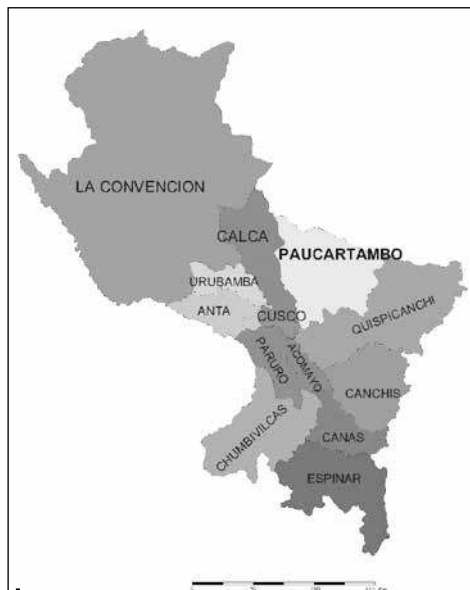 LA CONVENCION
CALCA
PAUCARTAMBO
URUBAMBA
ANTA
CUSCO
QUISPICANCHI
PARURO
ACOMAYO
CANCHIS
CHUMBIVILCAS
CANAS
ESPINAR